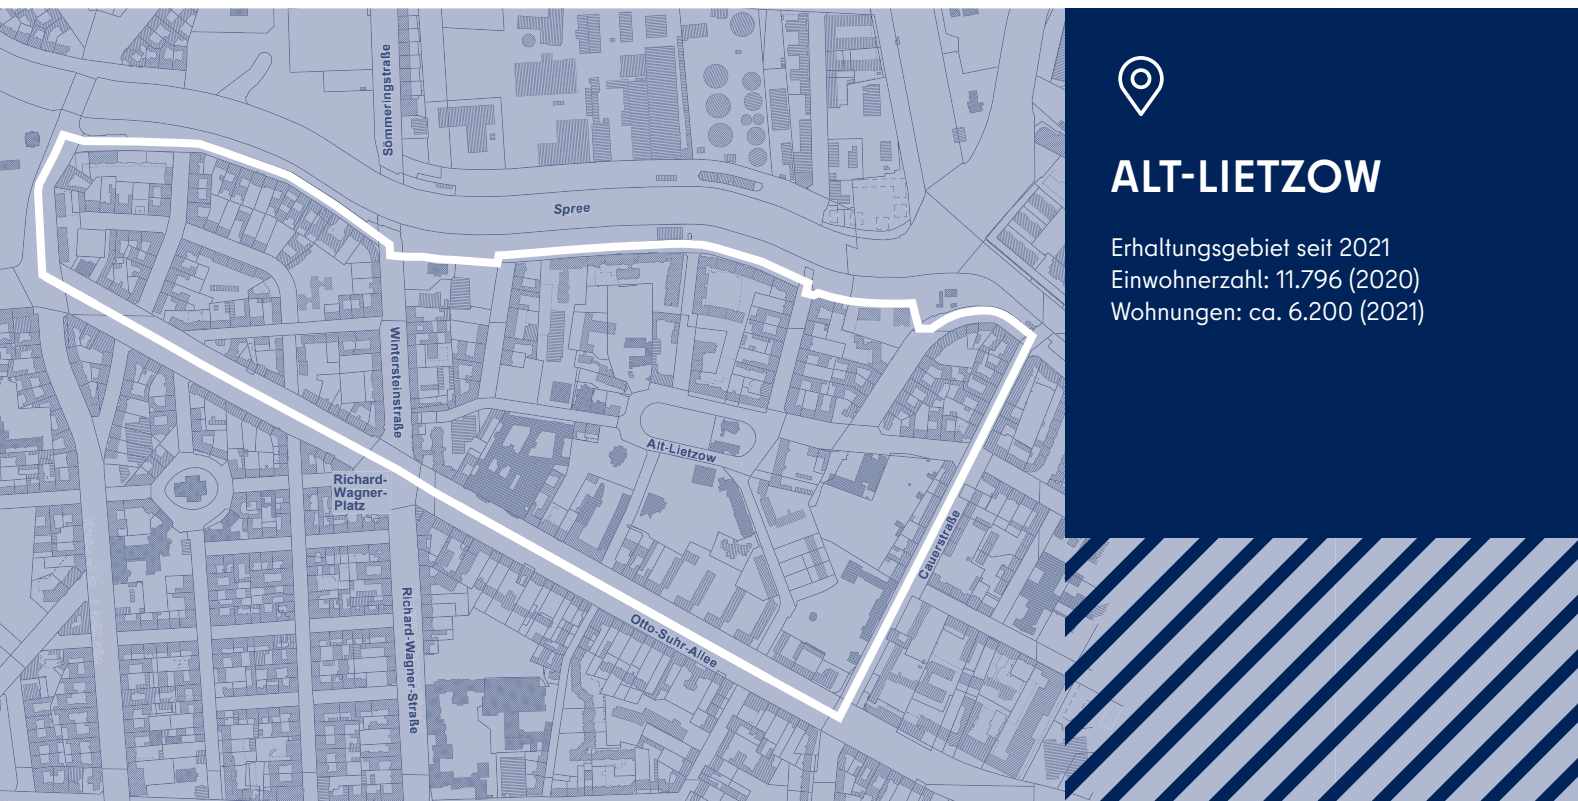 Sömmeringstraße
Spree
Wintersteinstraße
Alt-Lietzow
Richard-
Wagner-
Platz
Cauerstraße
Otto-Suhr-Allee
Richard-Wagner-Straße
ALT-LIETZOW
Erhaltungsgebiet seit 2021
Einwohnerzahl: 11.796 (2020)
Wohnungen: ca. 6.200 (2021)